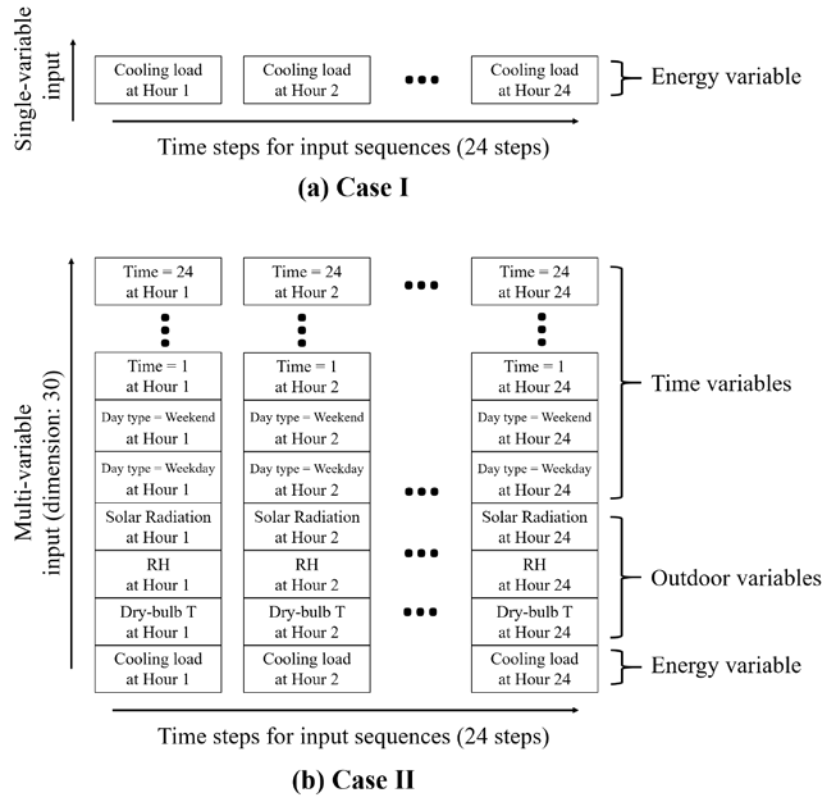 Single-variable
input
Cooling load
at Hour 1
Cooling load
at Hour 2
Cooling load
at Hour 24
Energy variable
Time steps for input sequences (24 steps)
(a) Case I
Multi-variable
input (dimension: 30)
Time = 24
at Hour 1
Time = 24
at Hour 2
Time = 24
at Hour 24
Time = 1
at Hour 1
Time = 1
at Hour 2
Time = 1
at Hour 24
Time variables
Day type = Weekend
at Hour 1
Day type = Weekend
at Hour 2
Day type = Weekend
at Hour 24
Day type = Weekday
at Hour 1
Day type = Weekday
at Hour 2
Day type = Weekday
at Hour 24
Solar Radiation
at Hour 1
Solar Radiation
at Hour 2
Solar Radiation
at Hour 24
RH
at Hour 1
RH
at Hour 2
RH
at Hour 24
Outdoor variables
Dry-bulb T
at Hour 1
Dry-bulb T
at Hour 2
Dry-bulb T
at Hour 24
Cooling load
at Hour 1
Cooling load
at Hour 2
Cooling load
at Hour 24
Energy variable
Time steps for input sequences (24 steps)
(b) Case II